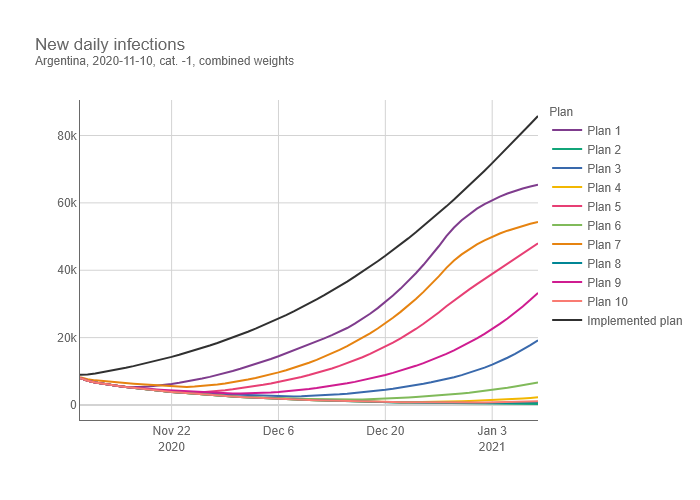 New daily infections
Argentina, 2020-11-10, cat. -1, combined weights
Plan
Plan 1
Plan 2
Plan 3
Plan 4
Plan 5
Plan 6
Plan 7
Plan 8
Plan 9
Plan 10
Implemented plan
80k
60k
40k
20k
0
Nov 22
2020
Dec 6
Dec 20
Jan 3
2021